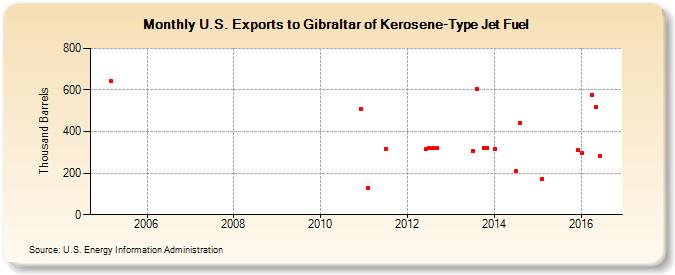 Monthly U.S. Exports to Gibraltar of Kerosene-Type Jet Fuel
Thousand Barrels
800
600
400
200
0
2006 2008 2010 2012 2014 2016
Source: U.S. Energy Information Administration